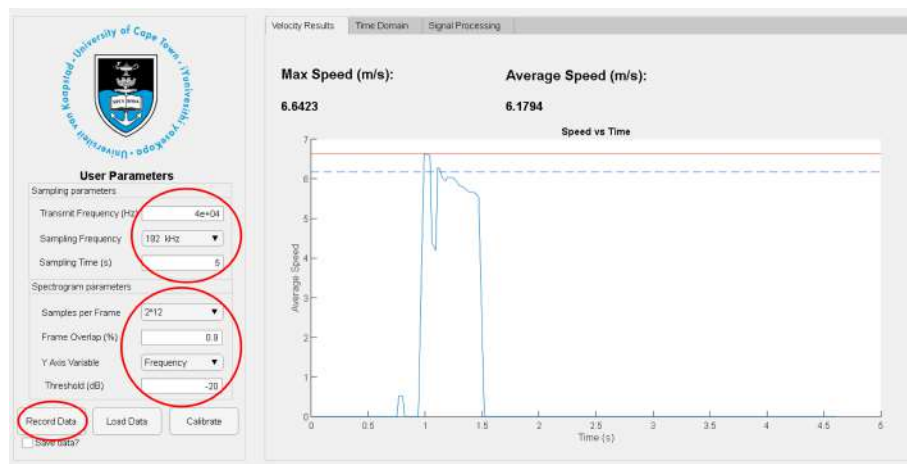 University of Cape Town · iYunivesithi yaseKapa · Universiteit van Kaapstad ·
User Parameters
Sampling parameters
Transmit Frequency (Hz) 4e+04
Sampling Frequency 192 kHz
Sampling Time (s) 5
Spectrogram parameters
Samples per Frame 2^12
Frame Overlap (%) 0.9
Y Axis Variable Frequency
Threshold (dB) -20
Record Data Load Data Calibrate
Save data?
Velocity Results Time Domain Signal Processing
Max Speed (m/s): Average Speed (m/s):
6.6423 6.1794
Speed vs Time
Average Speed
7
6
5
4
3
2
1
0
0 0.5 1 1.5 2 2.5 3 3.5 4 4.5 5
Time (s)